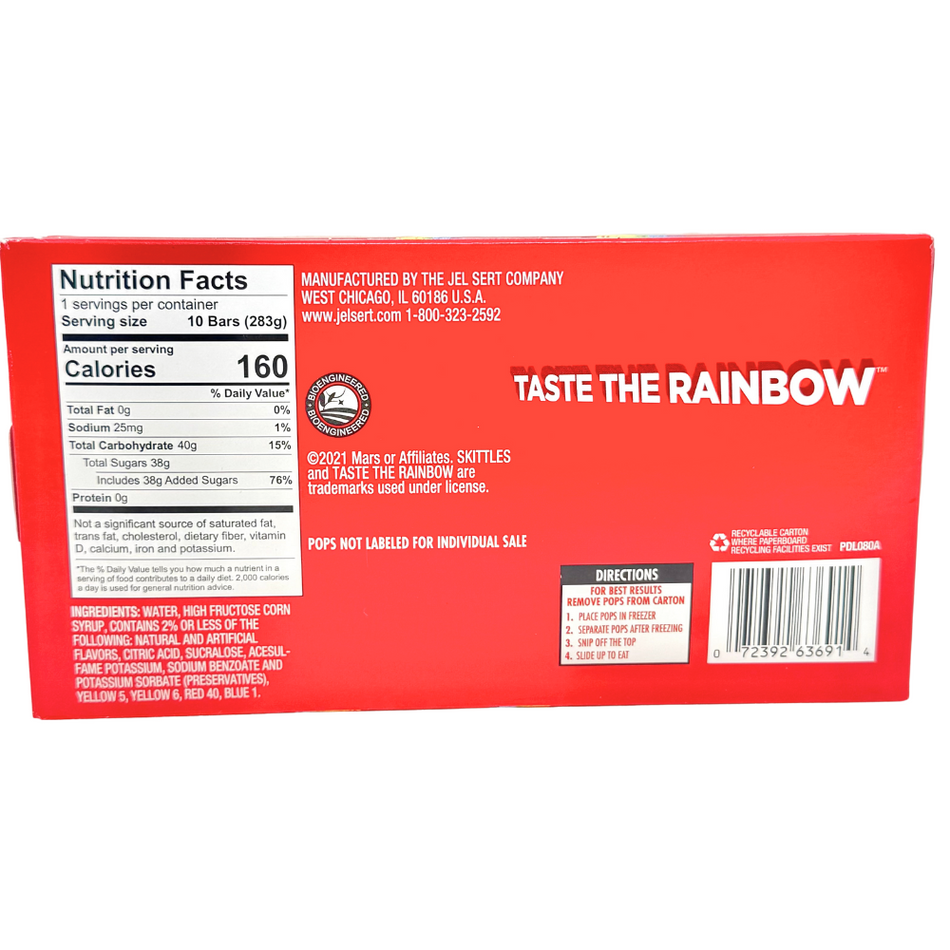 Nutrition Facts
1 servings per container
Serving size 10 Bars (283g)
Amount per serving
Calories 160
% Daily Value*
Total Fat 0g 0%
Sodium 25mg 1%
Total Carbohydrate 40g 15%
Total Sugars 38g
Includes 38g Added Sugars 76%
Protein 0g
Not a significant source of saturated fat,
trans fat, cholesterol, dietary fiber, vitamin
D, calcium, iron and potassium.
*The % Daily Value tells you how much a nutrient in a
serving of food contributes to a daily diet. 2,000 calories
a day is used for general nutrition advice.
INGREDIENTS: WATER, HIGH FRUCTOSE CORN
SYRUP, CONTAINS 2% OR LESS OF THE
FOLLOWING: NATURAL AND ARTIFICIAL
FLAVORS, CITRIC ACID, SUCRALOSE, ACESUL-
FAME POTASSIUM, SODIUM BENZOATE AND
POTASSIUM SORBATE (PRESERVATIVES),
YELLOW 5, YELLOW 6, RED 40, BLUE 1.
MANUFACTURED BY THE JEL SERT COMPANY
WEST CHICAGO, IL 60186 U.S.A.
www.jelsert.com 1-800-323-2592
BIOENGINEERED
BIOENGINEERED
©2021 Mars or Affiliates. SKITTLES
and TASTE THE RAINBOW are
trademarks used under license.
POPS NOT LABELED FOR INDIVIDUAL SALE
TASTE THE RAINBOW™
RECYCLABLE CARTON
WHERE PAPERBOARD
RECYCLING FACILITIES EXIST PDL080A
DIRECTIONS
FOR BEST RESULTS
REMOVE POPS FROM CARTON
1. PLACE POPS IN FREEZER
2. SEPARATE POPS AFTER FREEZING
3. SNIP OFF THE TOP
4. SLIDE UP TO EAT
0 72392 63691 4